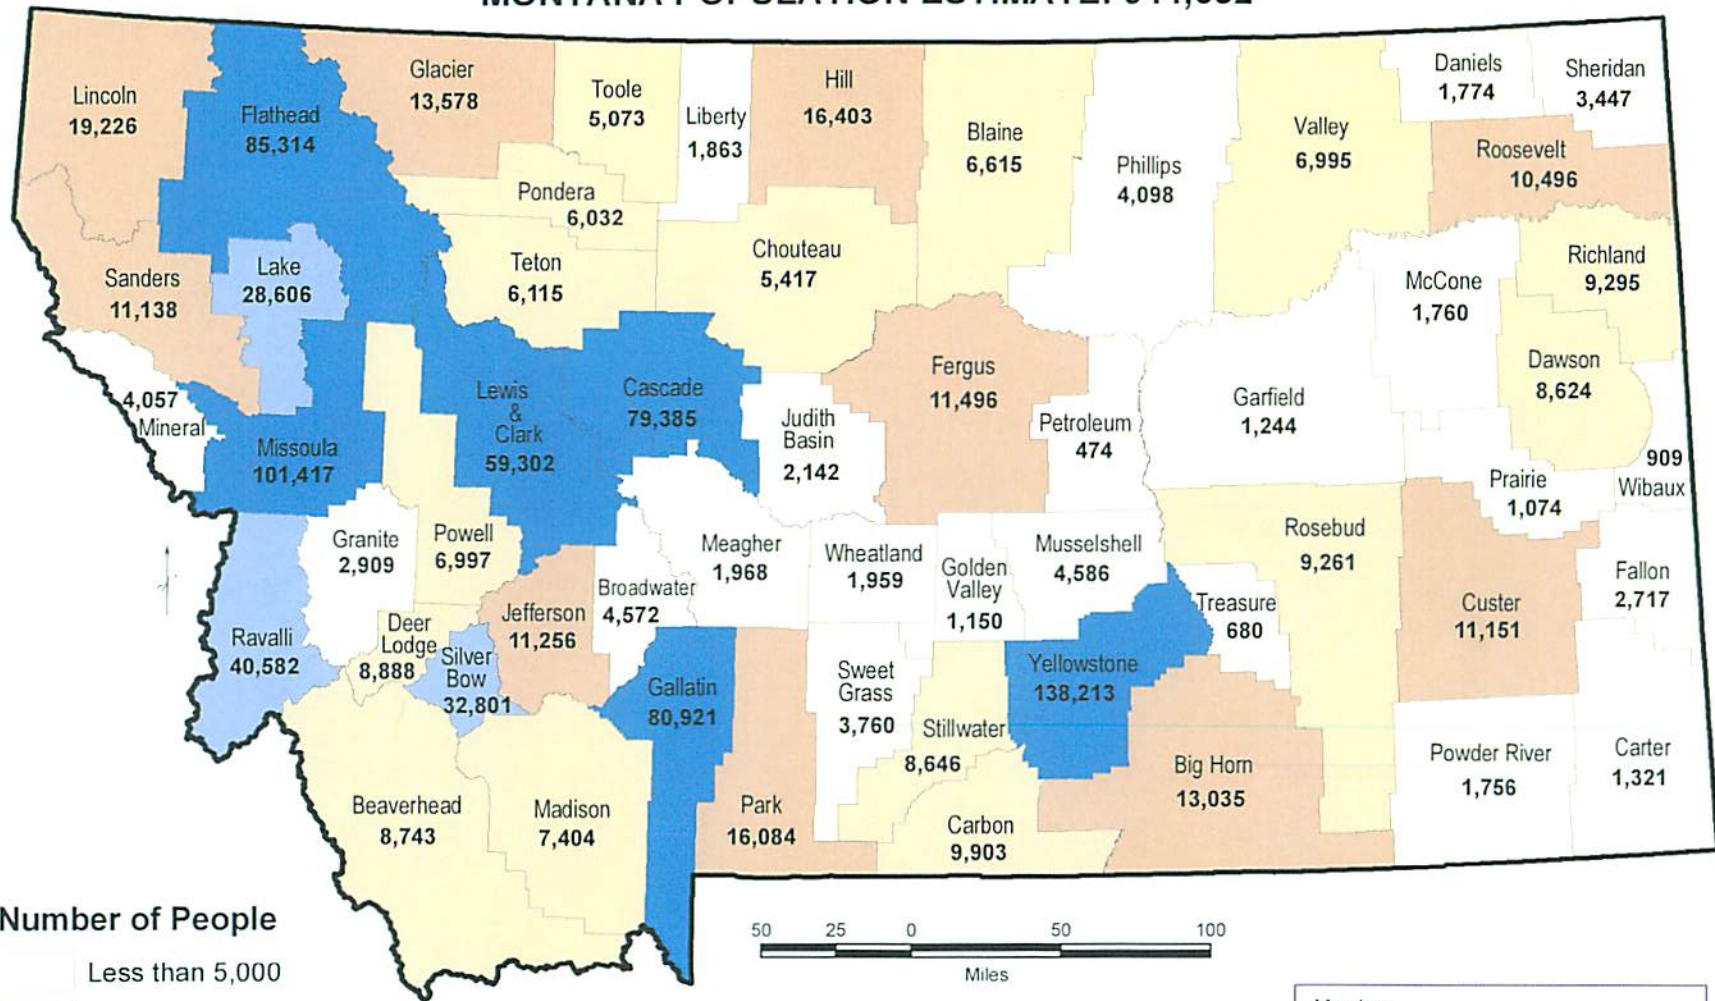 Lincoln
19,226
Flathead
85,314
Glacier
13,578
Toole
5,073
Liberty
1,863
Hill
16,403
Blaine
6,615
Phillips
4,098
Valley
6,995
Daniels
1,774
Sheridan
3,447
Roosevelt
10,496
Pondera
6,032
Teton
6,115
Chouteau
5,417
Sanders
11,138
Lake
28,606
Richland
9,295
McCone
1,760
Dawson
8,624
4,057
Mineral
Missoula
101,417
Lewis
&
Clark
59,302
Cascade
79,385
Judith
Basin
2,142
Fergus
11,496
Petroleum
474
Garfield
1,244
Prairie
1,074
909
Wibaux
Granite
2,909
Powell
6,997
Meagher
1,968
Wheatland
1,959
Golden
Valley
1,150
Musselshell
4,586
Rosebud
9,261
Fallon
2,717
Ravalli
40,582
Deer
Lodge
8,888
Silver
Bow
32,801
Jefferson
11,256
Broadwater
4,572
Treasure
680
Custer
11,151
Gallatin
80,921
Sweet
Grass
3,760
Stillwater
8,646
Yellowstone
138,213
Big Horn
13,035
Powder River
1,756
Carter
1,321
Beaverhead
8,743
Madison
7,404
Park
16,084
Carbon
9,903
Number of People
Less than 5,000
50 25 0 50 100
Miles